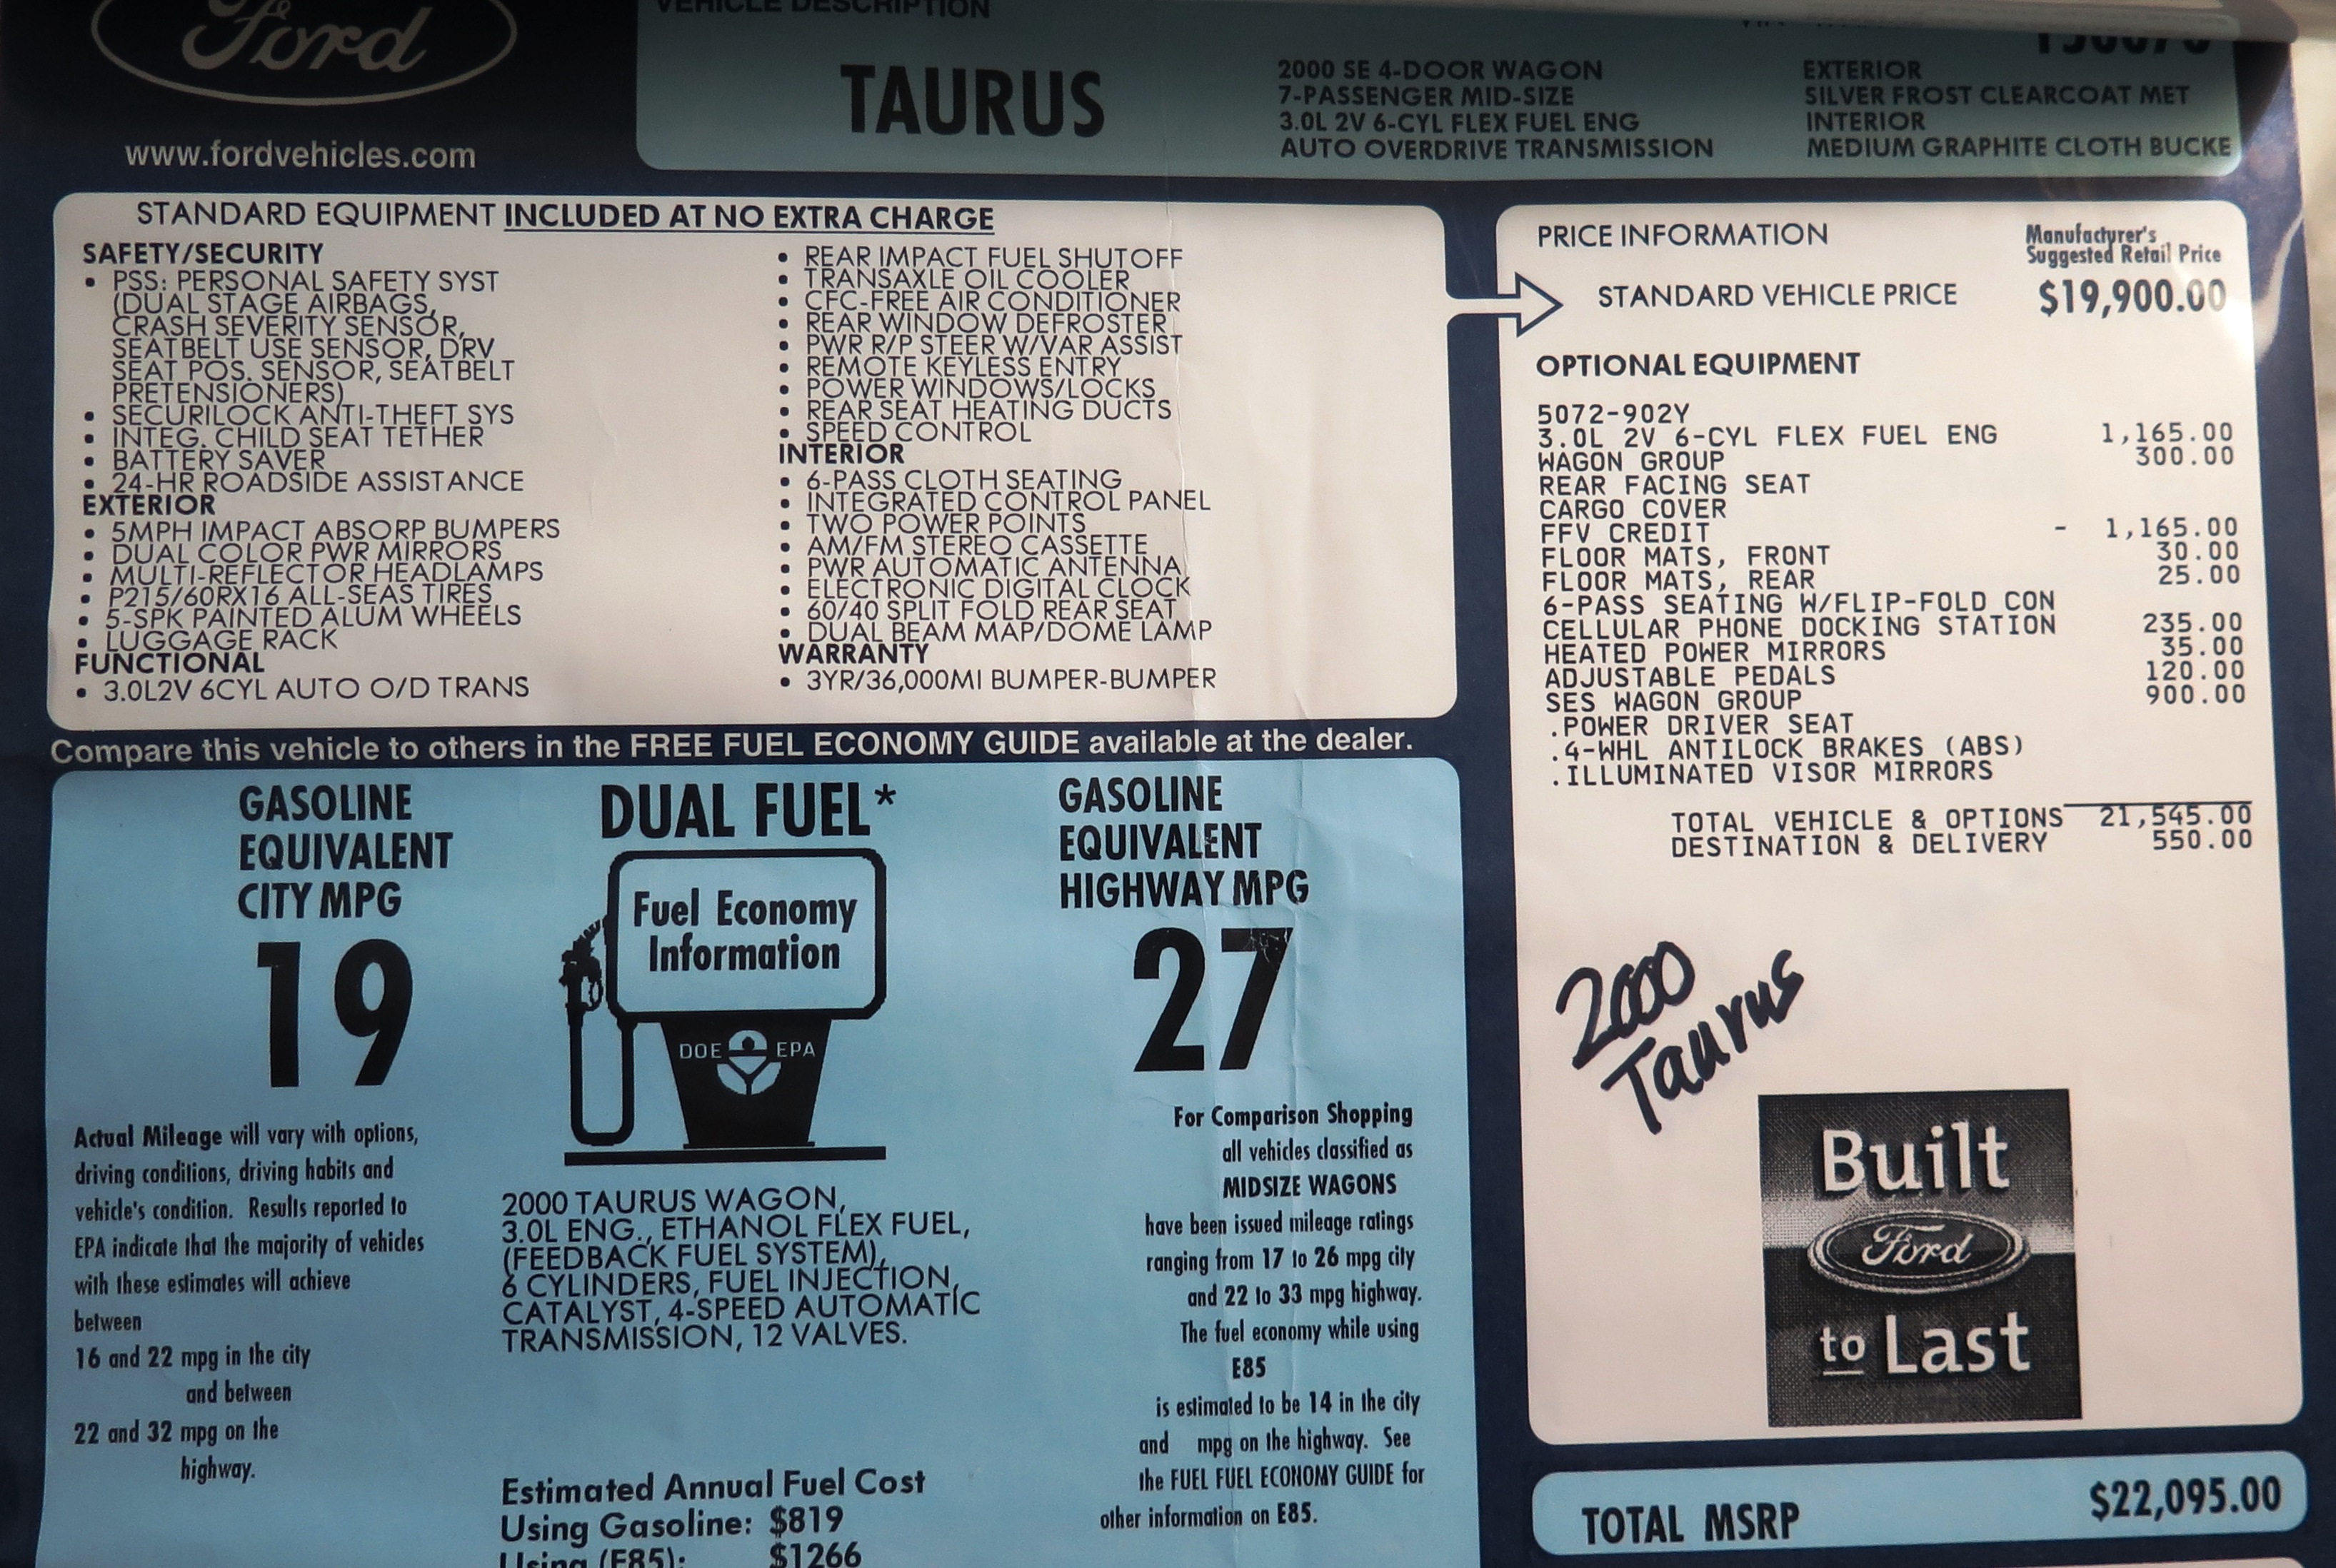 Ford
www.fordvehicles.com
VEHICLE DESCRIPTION
TAURUS
2000 SE 4-DOOR WAGON
7-PASSENGER MID-SIZE
3.0L 2V 6-CYL FLEX FUEL ENG
AUTO OVERDRIVE TRANSMISSION
EXTERIOR
SILVER FROST CLEARCOAT MET
INTERIOR
MEDIUM GRAPHITE CLOTH BUCKE
STANDARD EQUIPMENT INCLUDED AT NO EXTRA CHARGE
SAFETY/SECURITY
• PSS: PERSONAL SAFETY SYST
(DUAL STAGE AIRBAGS,
CRASH SEVERITY SENSOR,
SEATBELT USE SENSOR, DRV
SEAT POS. SENSOR, SEATBELT
PRETENSIONERS)
• SECURILOCK ANTI-THEFT SYS
• INTEG. CHILD SEAT TETHER
• BATTERY SAVER
• 24-HR ROADSIDE ASSISTANCE
EXTERIOR
• 5MPH IMPACT ABSORP BUMPERS
• DUAL COLOR PWR MIRRORS
• MULTI-REFLECTOR HEADLAMPS
• P215/60RX16 ALL-SEAS TIRES
• 5-SPK PAINTED ALUM WHEELS
• LUGGAGE RACK
FUNCTIONAL
• 3.0L2V 6CYL AUTO O/D TRANS
• REAR IMPACT FUEL SHUTOFF
• TRANSAXLE OIL COOLER
• CFC-FREE AIR CONDITIONER
• REAR WINDOW DEFROSTER
• PWR R/P STEER W/VAR ASSIST
• REMOTE KEYLESS ENTRY
• POWER WINDOWS/LOCKS
• REAR SEAT HEATING DUCTS
• SPEED CONTROL
INTERIOR
• 6-PASS CLOTH SEATING
• INTEGRATED CONTROL PANEL
• TWO POWER POINTS
• AM/FM STEREO CASSETTE
• PWR AUTOMATIC ANTENNA
• ELECTRONIC DIGITAL CLOCK
• 60/40 SPLIT FOLD REAR SEAT
• DUAL BEAM MAP/DOME LAMP
WARRANTY
• 3YR/36,000MI BUMPER-BUMPER
PRICE INFORMATION
Manufacturer's
Suggested Retail Price
STANDARD VEHICLE PRICE $19,900.00
OPTIONAL EQUIPMENT
5072-902Y
3.0L 2V 6-CYL FLEX FUEL ENG 1,165.00
WAGON GROUP 300.00
REAR FACING SEAT
CARGO COVER
FFV CREDIT - 1,165.00
FLOOR MATS, FRONT 30.00
FLOOR MATS, REAR 25.00
6-PASS SEATING W/FLIP-FOLD CON
CELLULAR PHONE DOCKING STATION 235.00
HEATED POWER MIRRORS 35.00
ADJUSTABLE PEDALS 120.00
SES WAGON GROUP 900.00
.POWER DRIVER SEAT
.4-WHL ANTILOCK BRAKES (ABS)
.ILLUMINATED VISOR MIRRORS
TOTAL VEHICLE & OPTIONS 21,545.00
DESTINATION & DELIVERY 550.00
2000
Taurus
Built
Ford
to Last
TOTAL MSRP $22,095.00
Compare this vehicle to others in the FREE FUEL ECONOMY GUIDE available at the dealer.
GASOLINE
EQUIVALENT
CITY MPG
19
DUAL FUEL*
Fuel Economy
Information
DOE EPA
GASOLINE
EQUIVALENT
HIGHWAY MPG
27
Actual Mileage will vary with options,
driving conditions, driving habits and
vehicle's condition. Results reported to
EPA indicate that the majority of vehicles
with these estimates will achieve
between
16 and 22 mpg in the city
and between
22 and 32 mpg on the
highway.
2000 TAURUS WAGON,
3.0L ENG., ETHANOL FLEX FUEL,
(FEEDBACK FUEL SYSTEM),
6 CYLINDERS, FUEL INJECTION,
CATALYST, 4-SPEED AUTOMATIC
TRANSMISSION, 12 VALVES.
Estimated Annual Fuel Cost
Using Gasoline: $819
Using (E85): $1266
For Comparison Shopping
all vehicles classified as
MIDSIZE WAGONS
have been issued mileage ratings
ranging from 17 to 26 mpg city
and 22 to 33 mpg highway.
The fuel economy while using
E85
is estimated to be 14 in the city
and mpg on the highway. See
the FUEL FUEL ECONOMY GUIDE for
other information on E85.